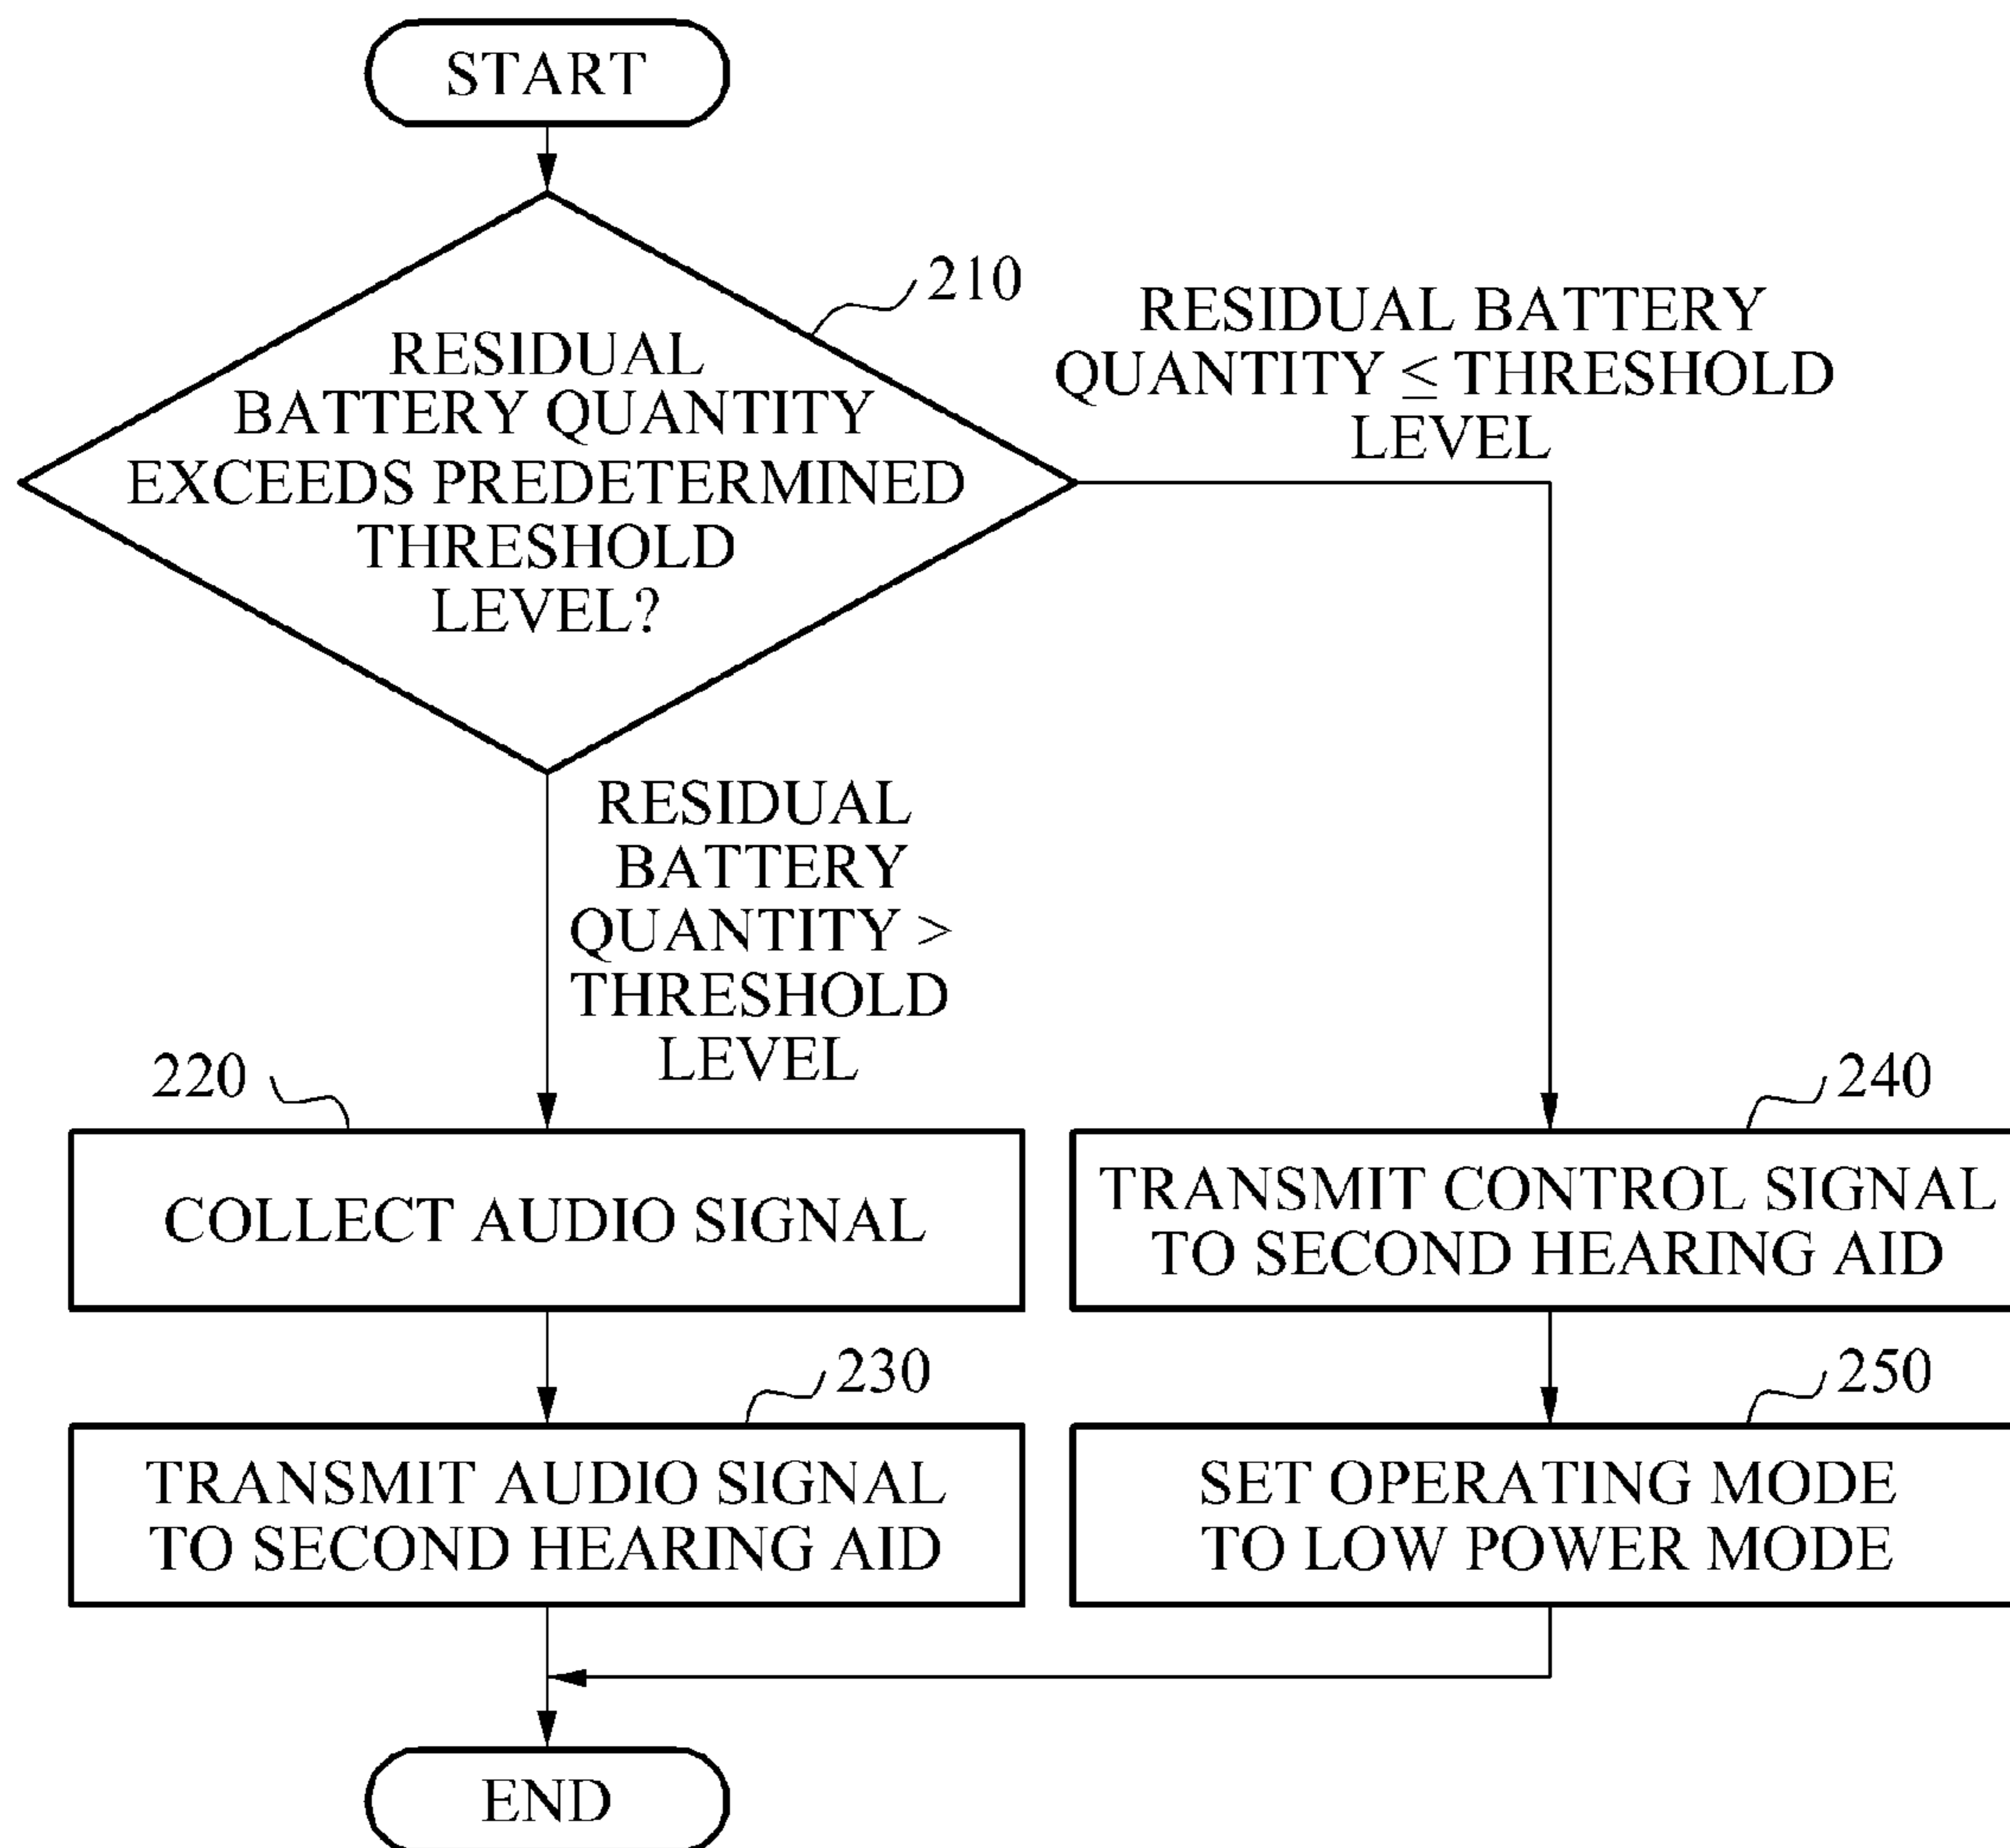 START
210
RESIDUAL
BATTERY QUANTITY
EXCEEDS PREDETERMINED
THRESHOLD
LEVEL?
RESIDUAL BATTERY
QUANTITY ≤ THRESHOLD
LEVEL
RESIDUAL
BATTERY
QUANTITY >
THRESHOLD
LEVEL
220
COLLECT AUDIO SIGNAL
240
TRANSMIT CONTROL SIGNAL
TO SECOND HEARING AID
230
TRANSMIT AUDIO SIGNAL
TO SECOND HEARING AID
250
SET OPERATING MODE
TO LOW POWER MODE
END